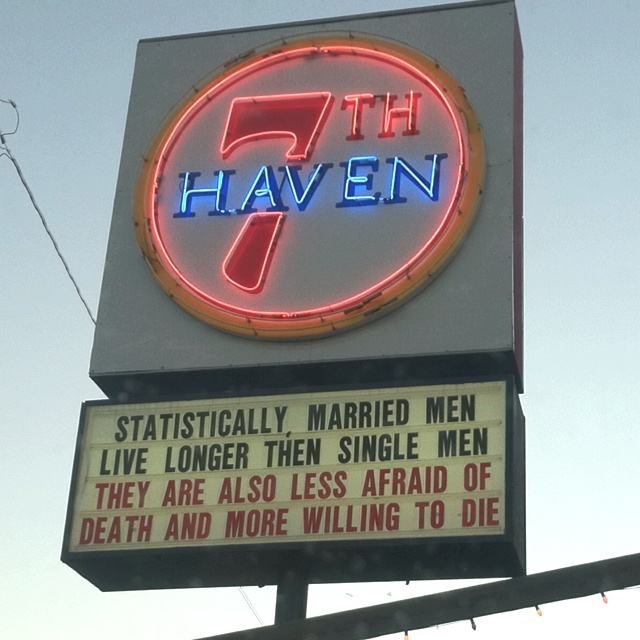 7TH
HAVEN
STATISTICALLY, MARRIED MEN
LIVE LONGER THEN SINGLE MEN
THEY ARE ALSO LESS AFRAID OF
DEATH AND MORE WILLING TO DIE